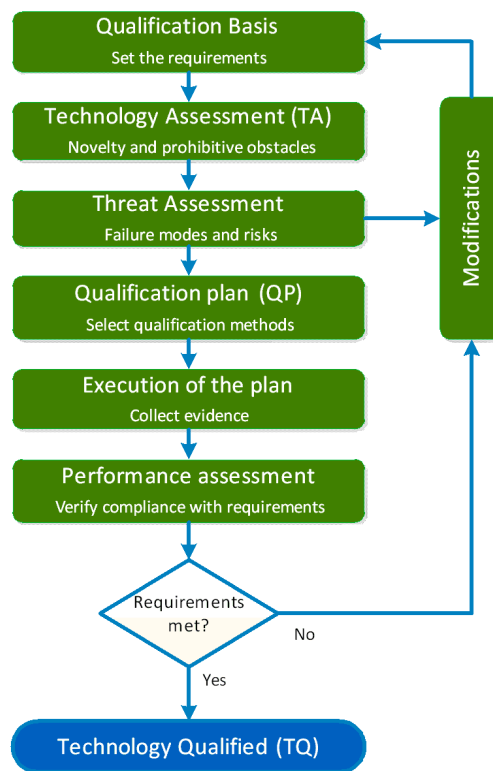 Qualification Basis
Set the requirements
Technology Assessment (TA)
Novelty and prohibitive obstacles
Threat Assessment
Failure modes and risks
Modifications
Qualification plan (QP)
Select qualification methods
Execution of the plan
Collect evidence
Performance assessment
Verify compliance with requirements
Requirements
met?
No
Yes
Technology Qualified (TQ)